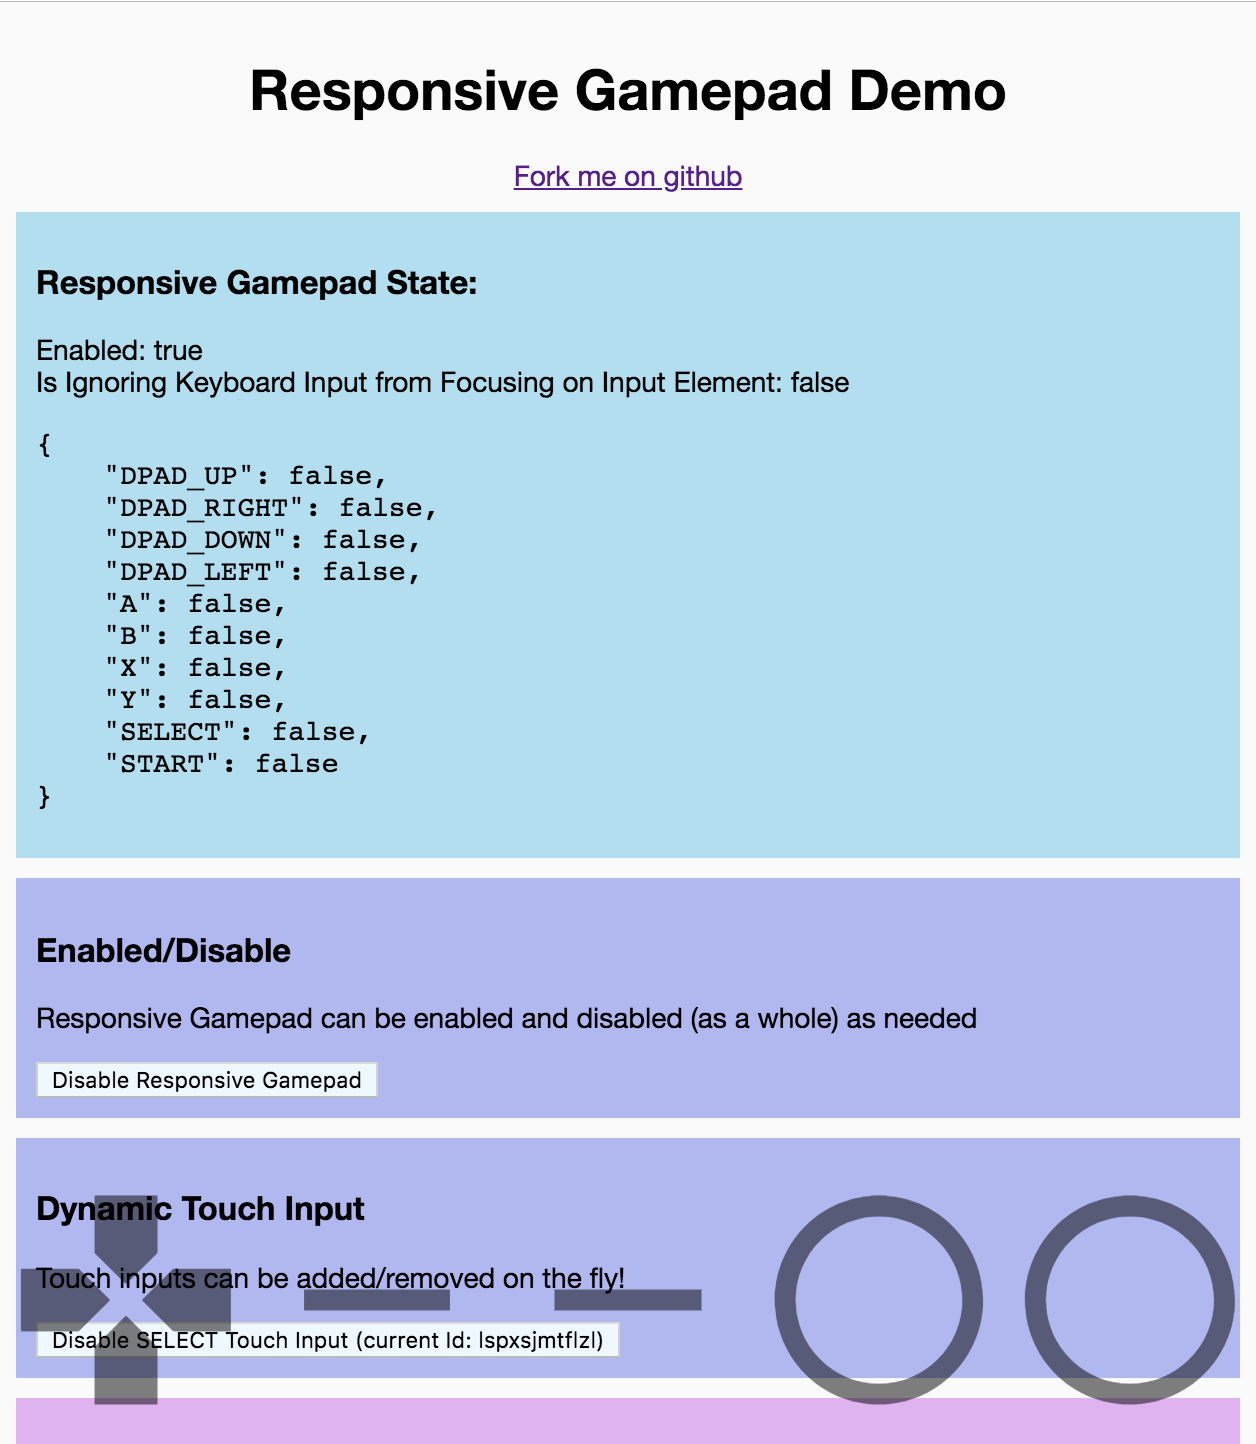 Responsive Gamepad Demo
Fork me on github
Responsive Gamepad State:
Enabled: true
Is Ignoring Keyboard Input from Focusing on Input Element: false
{
    "DPAD_UP": false,
    "DPAD_RIGHT": false,
    "DPAD_DOWN": false,
    "DPAD_LEFT": false,
    "A": false,
    "B": false,
    "X": false,
    "Y": false,
    "SELECT": false,
    "START": false
}
Enabled/Disable
Responsive Gamepad can be enabled and disabled (as a whole) as needed
Disable Responsive Gamepad
Dynamic Touch Input
Touch inputs can be added/removed on the fly!
Disable SELECT Touch Input (current Id: lspxsjmtflzl)